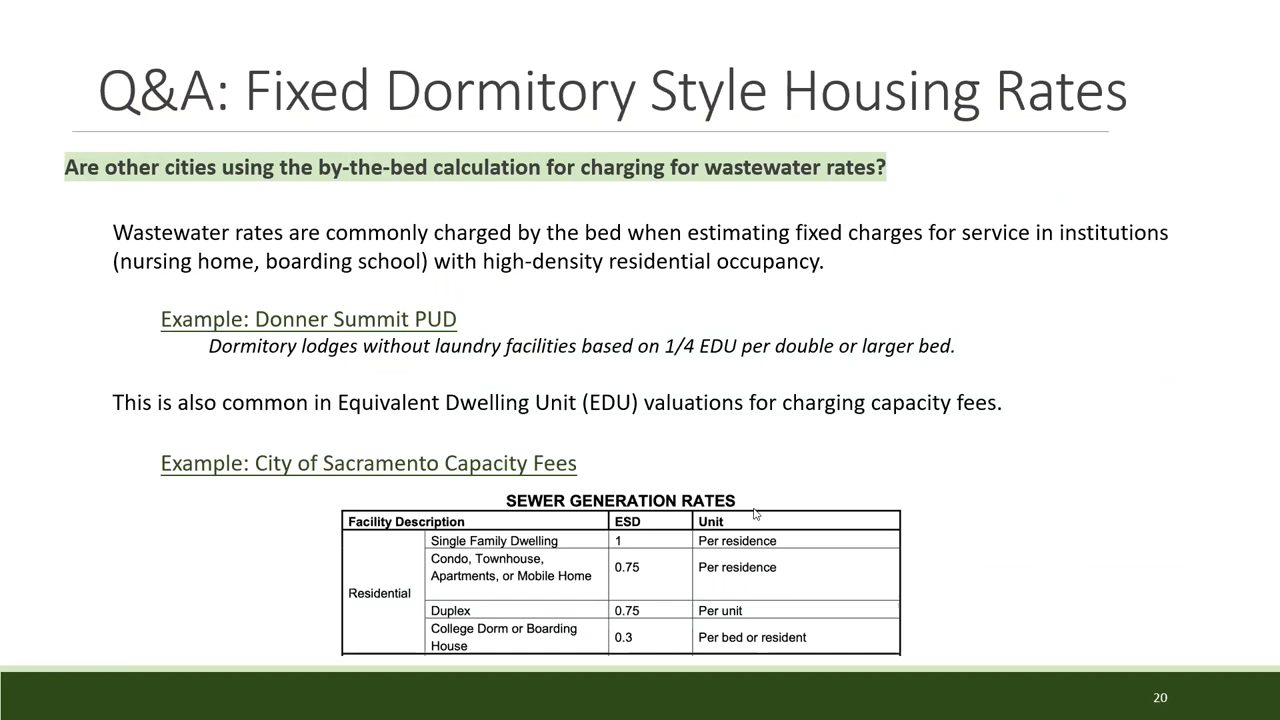 Q&A: Fixed Dormitory Style Housing Rates
Are other cities using the by-the-bed calculation for charging for wastewater rates?
Wastewater rates are commonly charged by the bed when estimating fixed charges for service in institutions
(nursing home, boarding school) with high-density residential occupancy.
Example: Donner Summit PUD
Dormitory lodges without laundry facilities based on 1/4 EDU per double or larger bed.
This is also common in Equivalent Dwelling Unit (EDU) valuations for charging capacity fees.
Example: City of Sacramento Capacity Fees
SEWER GENERATION RATES
Facility Description ESD Unit
Residential
Single Family Dwelling 1 Per residence
Condo, Townhouse,
Apartments, or Mobile Home 0.75 Per residence
Duplex 0.75 Per unit
College Dorm or Boarding
House 0.3 Per bed or resident
20